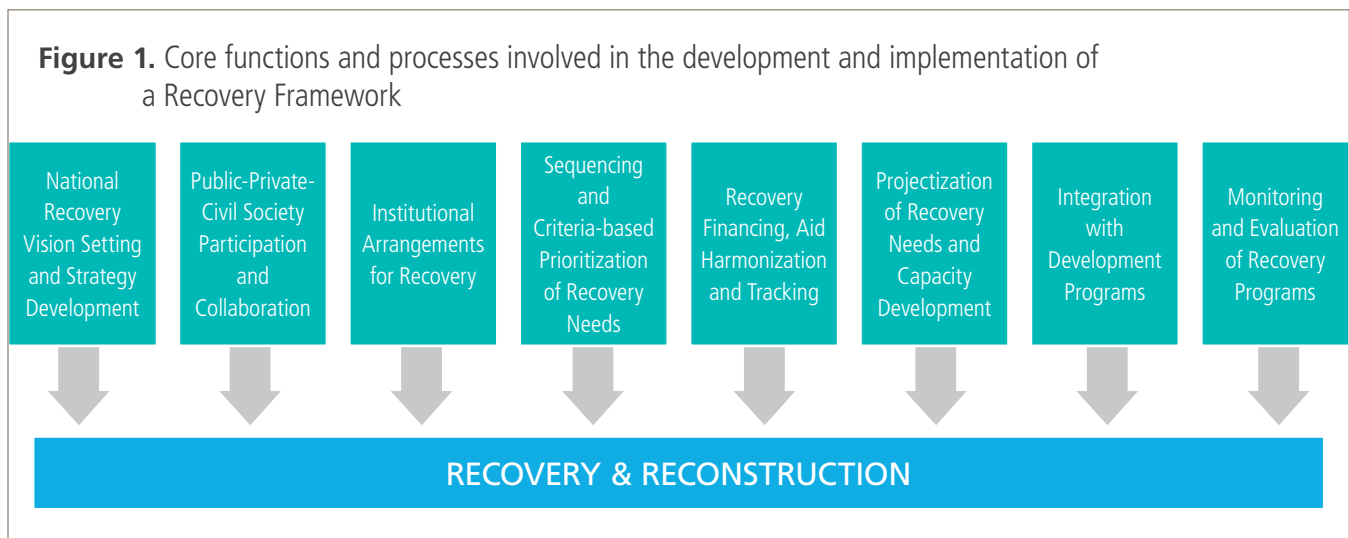 Figure 1. Core functions and processes involved in the development and implementation of
a Recovery Framework
National
Recovery
Vision Setting
and Strategy
Development
Public-Private-
Civil Society
Participation
and
Collaboration
Institutional
Arrangements
for Recovery
Sequencing
and
Criteria-based
Prioritization
of Recovery
Needs
Recovery
Financing, Aid
Harmonization
and Tracking
Projectization
of Recovery
Needs and
Capacity
Development
Integration
with
Development
Programs
Monitoring
and Evaluation
of Recovery
Programs
RECOVERY & RECONSTRUCTION